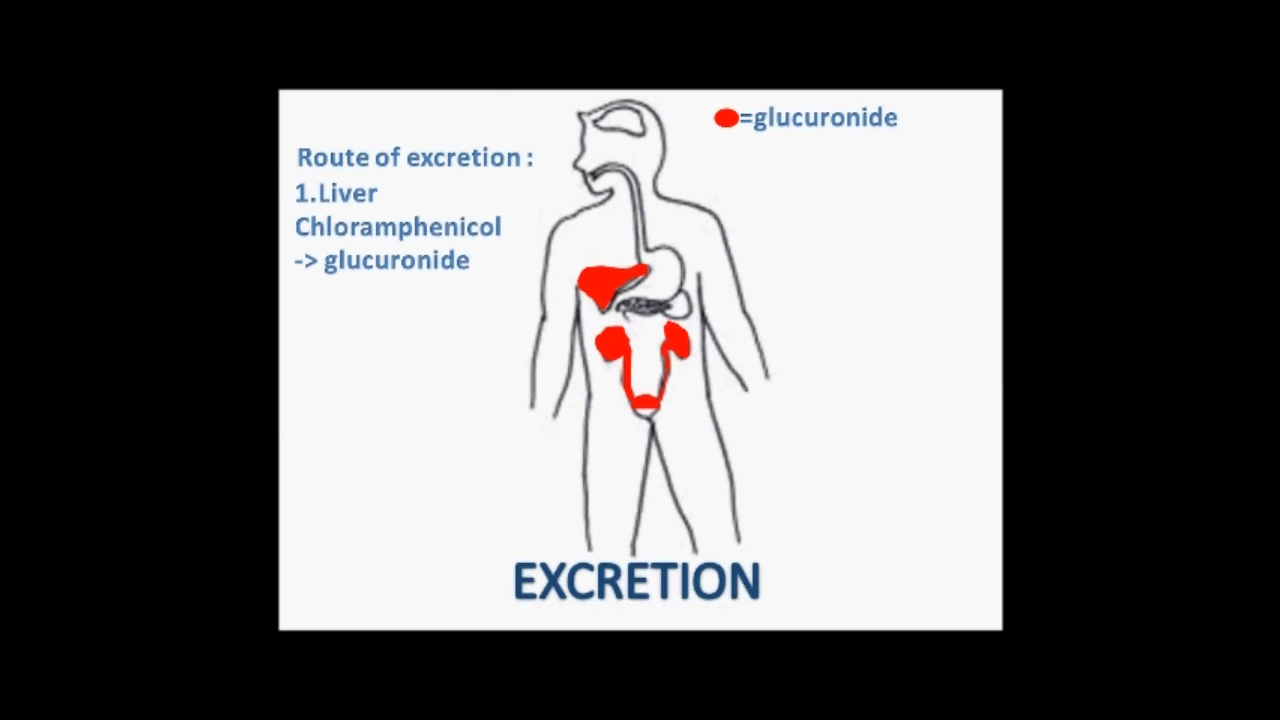 =glucuronide
Route of excretion :
1.Liver
Chloramphenicol
-> glucuronide
EXCRETION